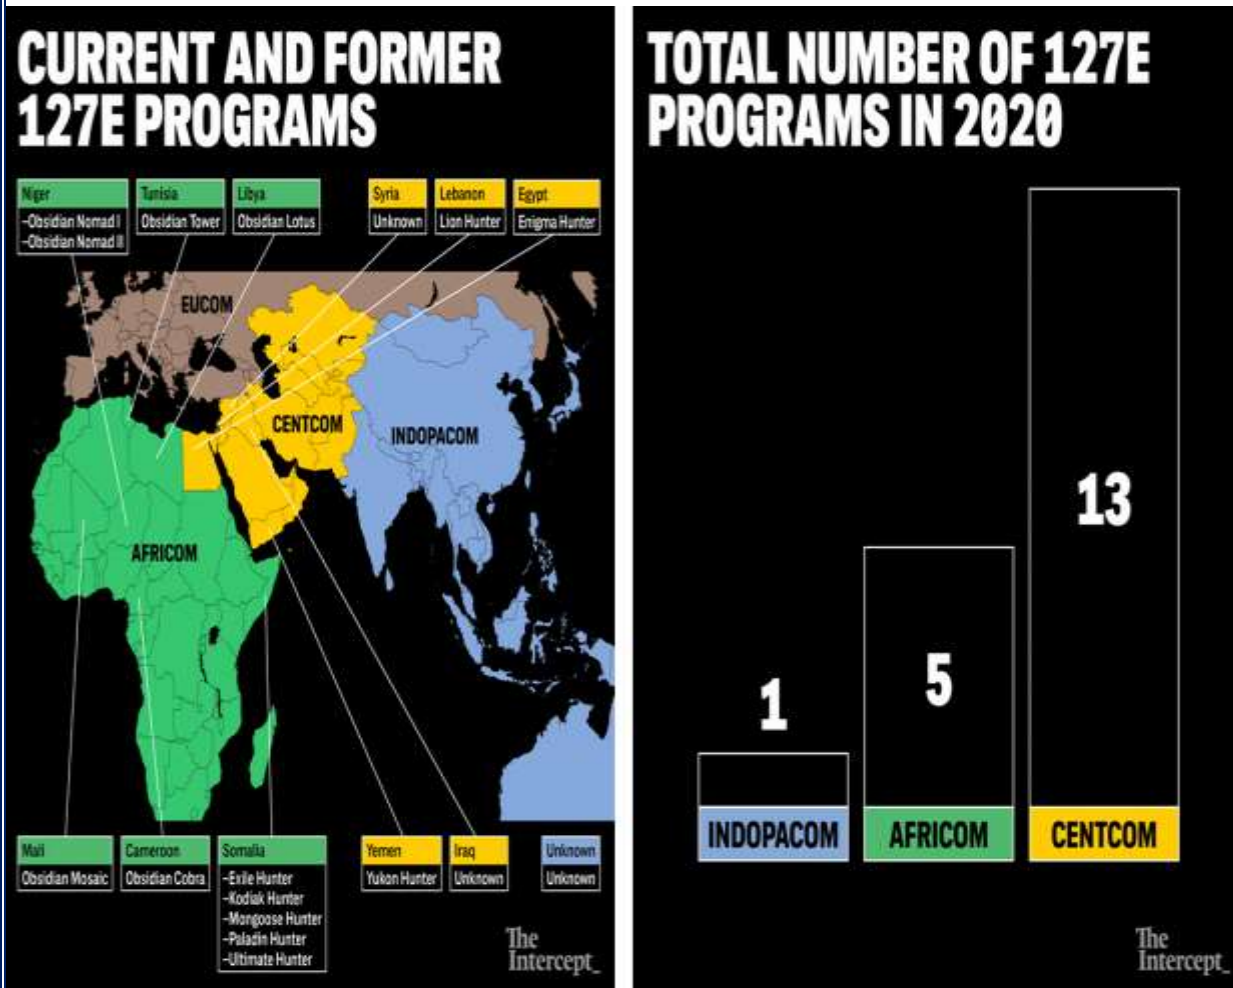 CURRENT AND FORMER
127E PROGRAMS
Niger
-Obsidian Nomad I
-Obsidian Nomad II
Tunisia
Obsidian Tower
Libya
Obsidian Lotus
Syria
Unknown
Lebanon
Lion Hunter
Egypt
Enigma Hunter
EUCOM
CENTCOM
INDOPACOM
AFRICOM
Mali
Obsidian Mosaic
Cameroon
Obsidian Cobra
Somalia
-Exile Hunter
-Kodiak Hunter
-Mongoose Hunter
-Paladin Hunter
-Ultimate Hunter
Yemen
Yukon Hunter
Iraq
Unknown
Unknown
Unknown
The
Intercept_
TOTAL NUMBER OF 127E
PROGRAMS IN 2020
1
5
13
INDOPACOM
AFRICOM
CENTCOM
The
Intercept_